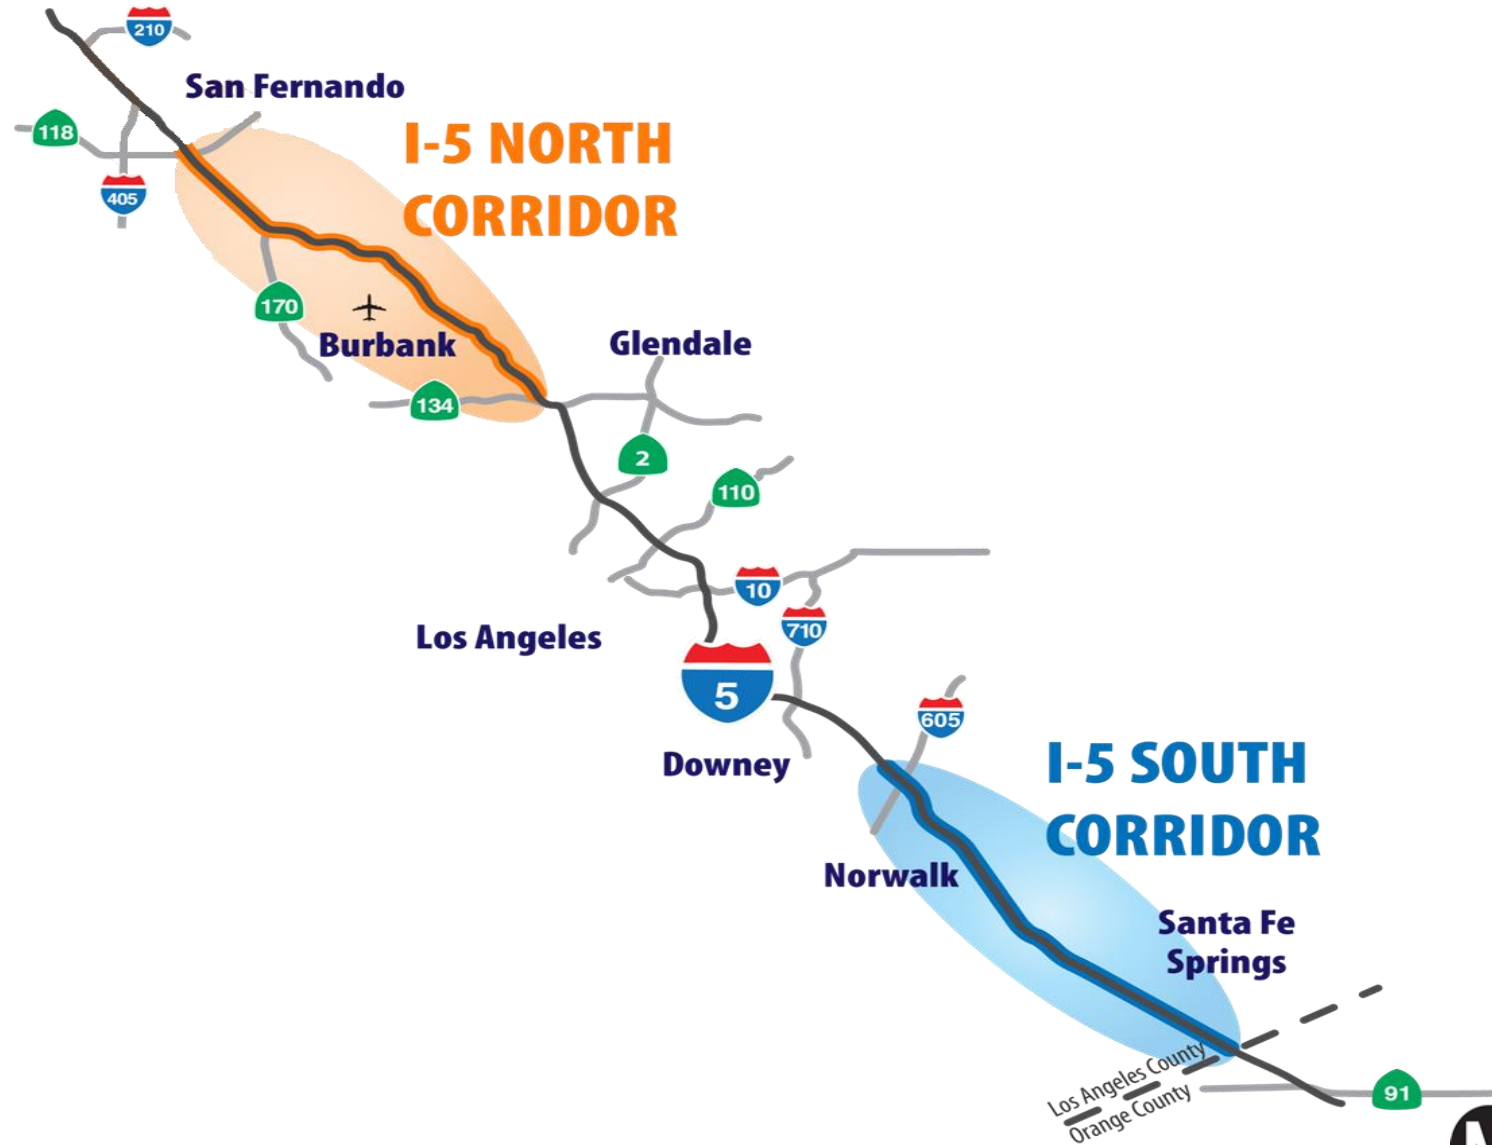 210
San Fernando
118
I-5 NORTH
CORRIDOR
405
170
Burbank
Glendale
134
2
110
10
Los Angeles
710
5
605
Downey
I-5 SOUTH
CORRIDOR
Norwalk
Santa Fe
Springs
Los Angeles County
Orange County
91